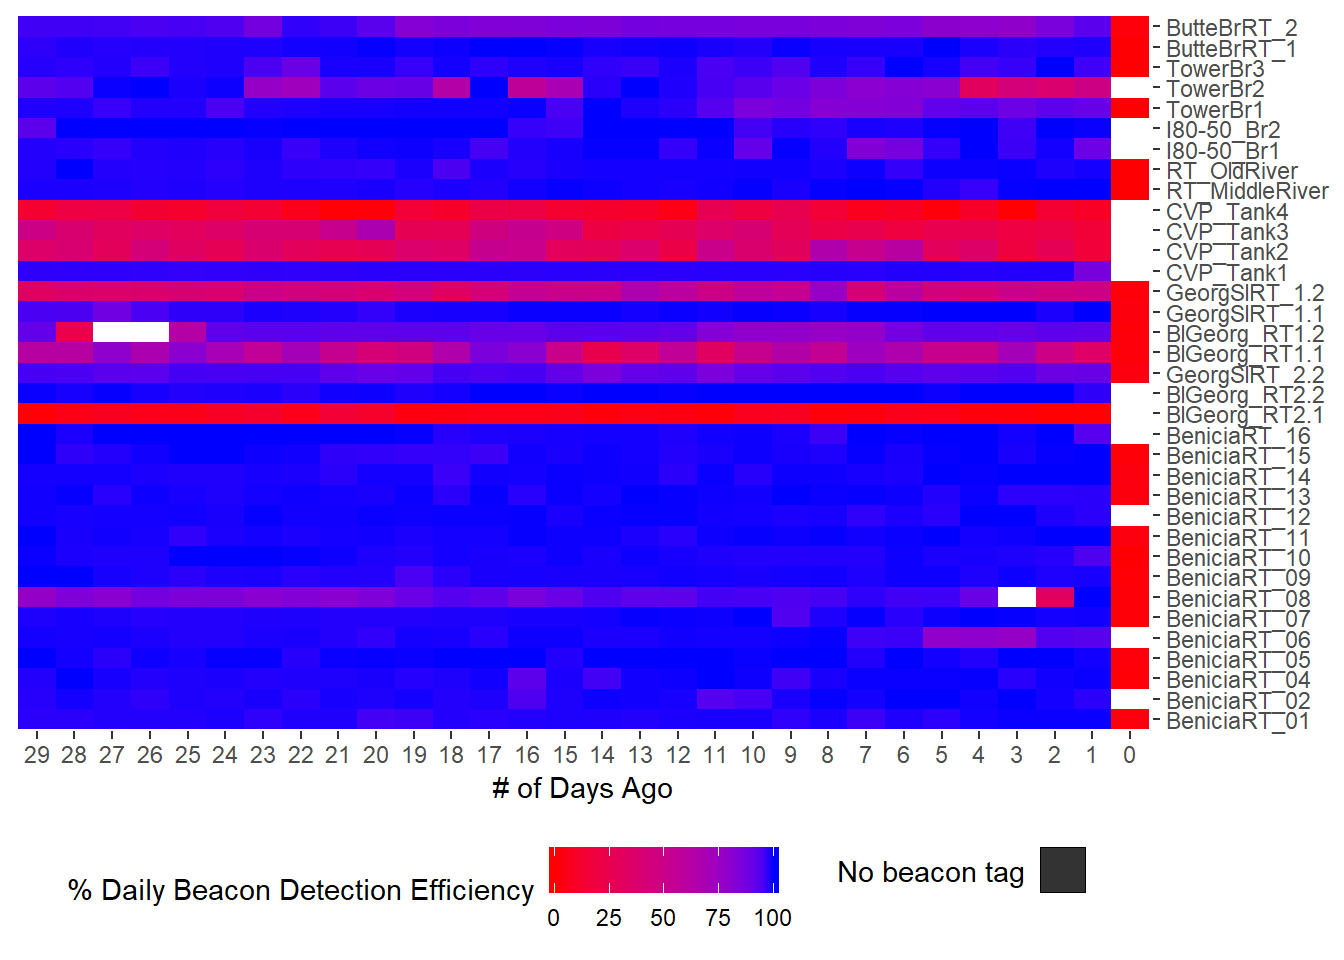 ButteBrRT_2
ButteBrRT_1
TowerBr3
TowerBr2
TowerBr1
I80-50_Br2
I80-50_Br1
RT_OldRiver
RT_MiddleRiver
CVP_Tank4
CVP_Tank3
CVP_Tank2
CVP_Tank1
GeorgSlRT_1.2
GeorgSlRT_1.1
BlGeorg_RT1.2
BlGeorg_RT1.1
GeorgSlRT_2.2
BlGeorg_RT2.2
BlGeorg_RT2.1
BeniciaRT_16
BeniciaRT_15
BeniciaRT_14
BeniciaRT_13
BeniciaRT_12
BeniciaRT_11
BeniciaRT_10
BeniciaRT_09
BeniciaRT_08
BeniciaRT_07
BeniciaRT_06
BeniciaRT_05
BeniciaRT_04
BeniciaRT_02
BeniciaRT_01
29 28 27 26 25 24 23 22 21 20 19 18 17 16 15 14 13 12 11 10 9 8 7 6 5 4 3 2 1 0
# of Days Ago
% Daily Beacon Detection Efficiency
0 25 50 75 100
No beacon tag